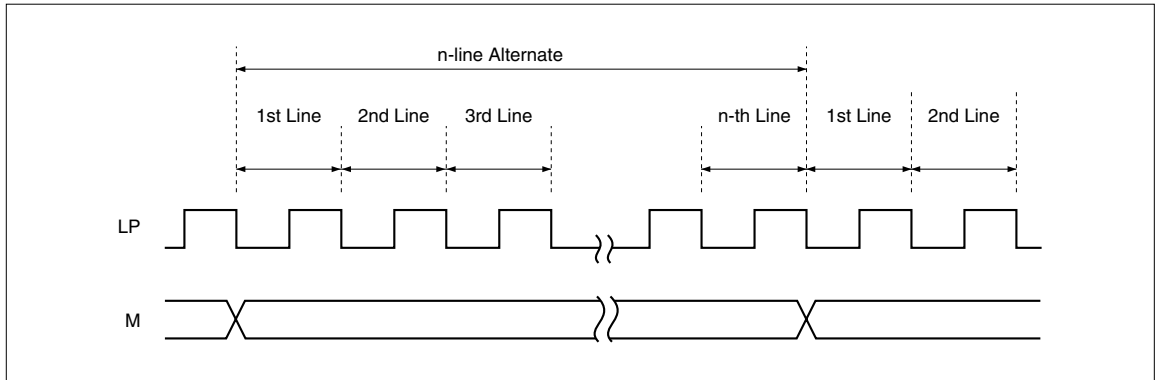 n-line Alternate
1st Line 2nd Line 3rd Line n-th Line 1st Line 2nd Line
LP
M